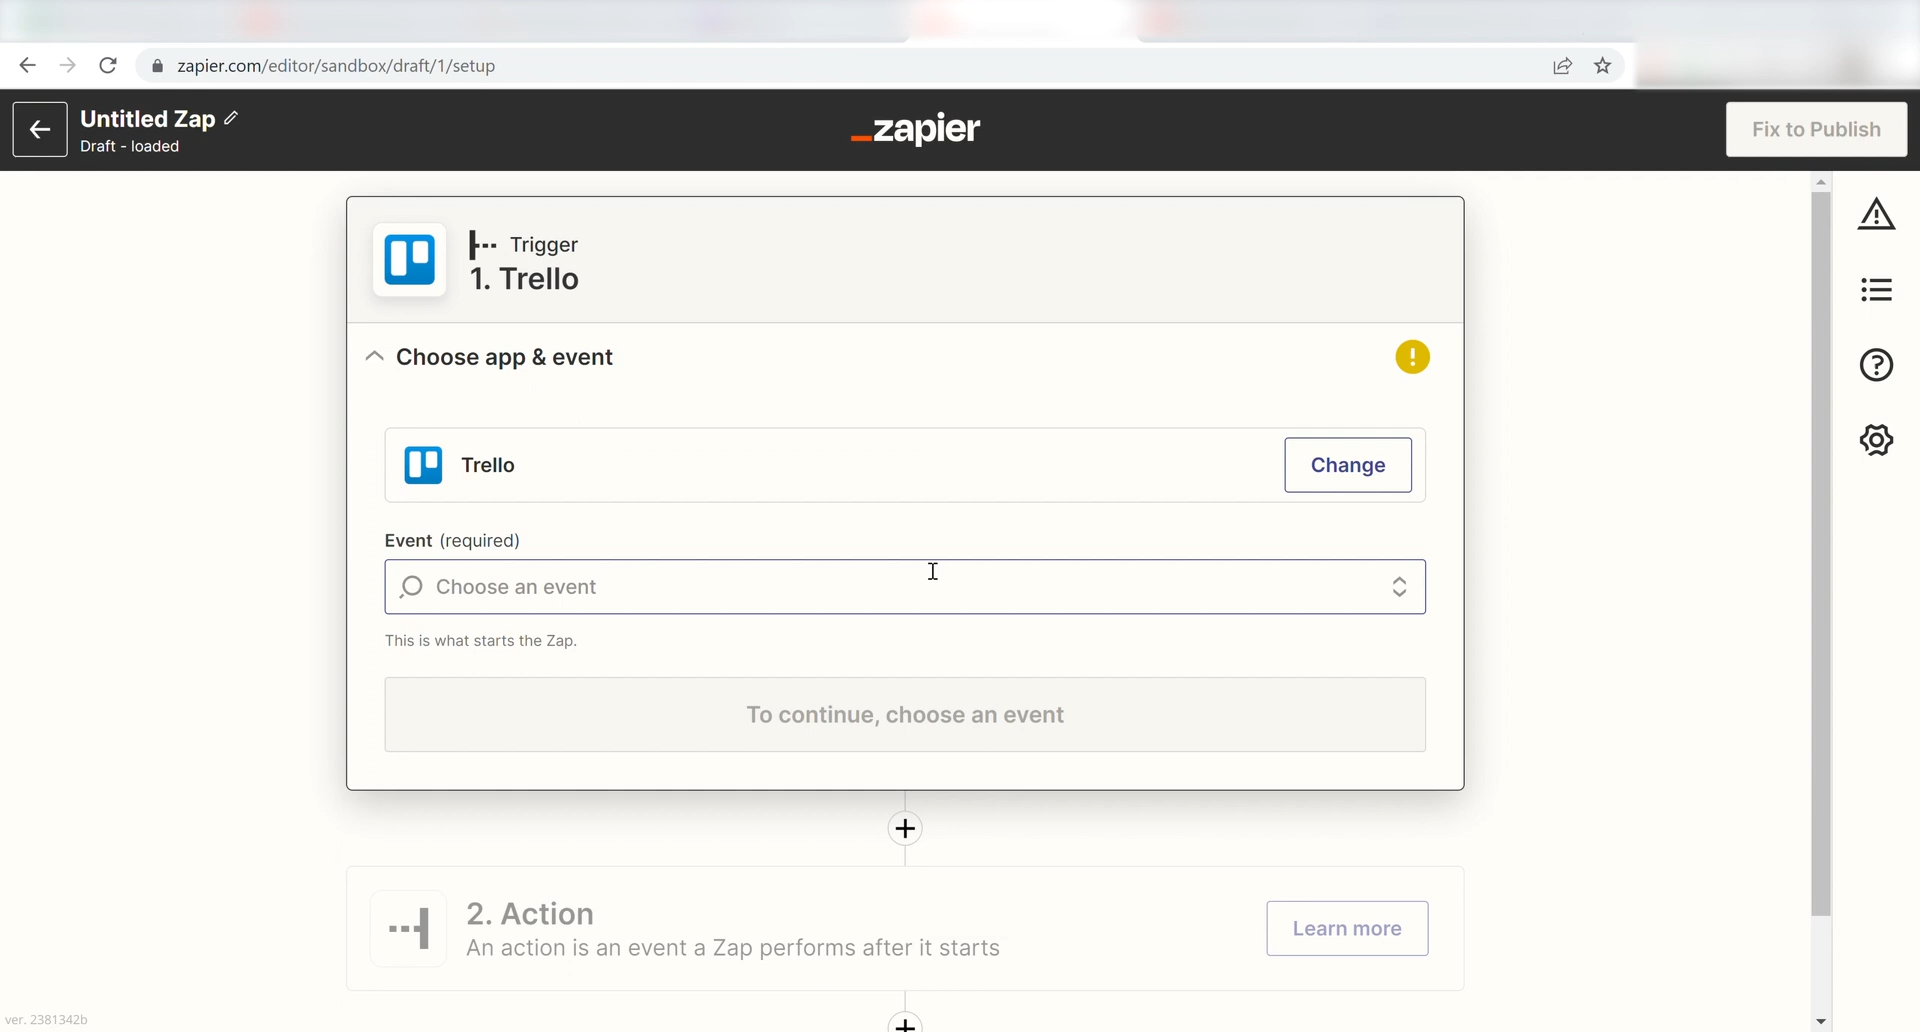 zapier.com/editor/sandbox/draft/1/setup
Untitled Zap
Draft - loaded
_zapier
Fix to Publish
Trigger
1. Trello
Choose app & event
Trello
Change
Event (required)
Choose an event
This is what starts the Zap.
To continue, choose an event
2. Action
An action is an event a Zap performs after it starts
Learn more
ver. 2381342b